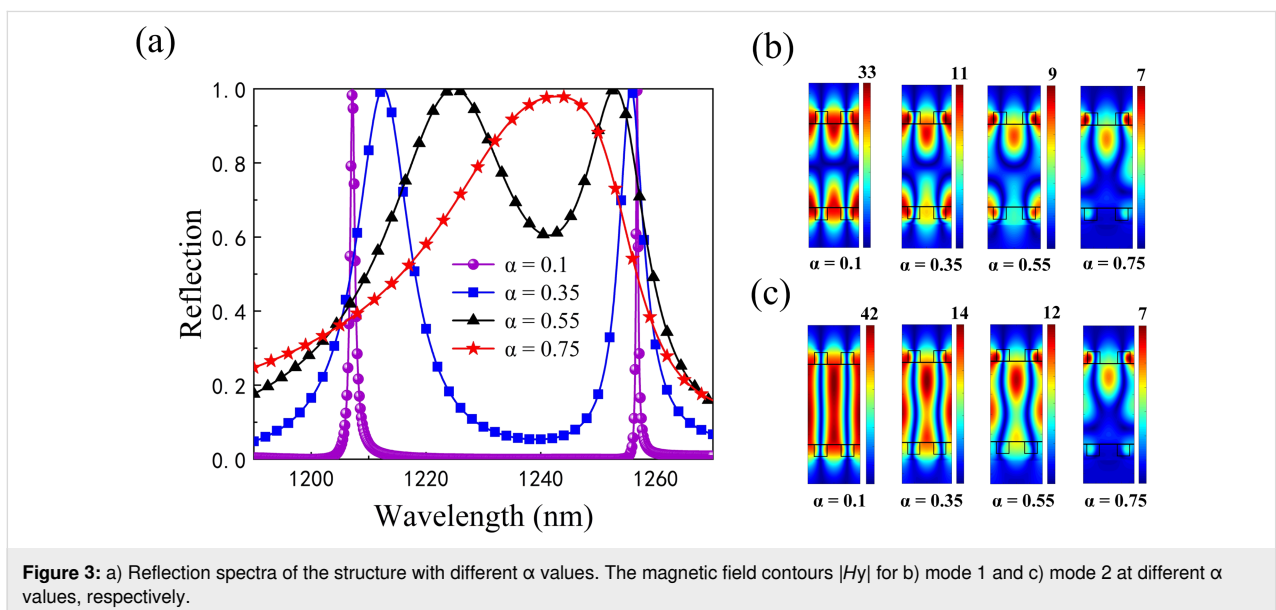 (a)
Reflection
1.0
0.8
0.6
0.4
0.2
0.0
α = 0.1
α = 0.35
α = 0.55
α = 0.75
1200 1220 1240 1260
Wavelength (nm)
(b)
33 11 9 7
α = 0.1 α = 0.35 α = 0.55 α = 0.75
(c)
42 14 12 7
α = 0.1 α = 0.35 α = 0.55 α = 0.75
Figure 3: a) Reflection spectra of the structure with different α values. The magnetic field contours |Hy| for b) mode 1 and c) mode 2 at different α
values, respectively.